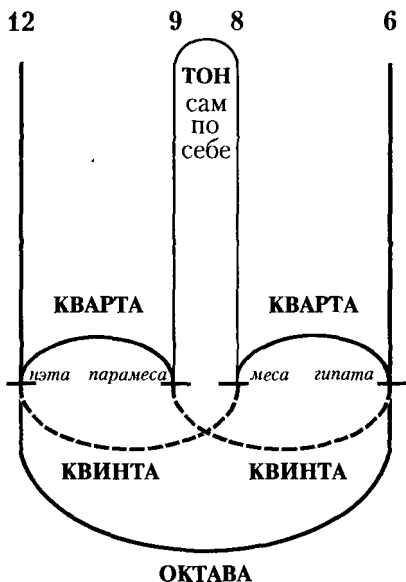 12 9 8 6
ТОН
сам
по
себе
КВАРТА КВАРТА
нэта парамеса меса гипата
КВИНТА КВИНТА
ОКТАВА